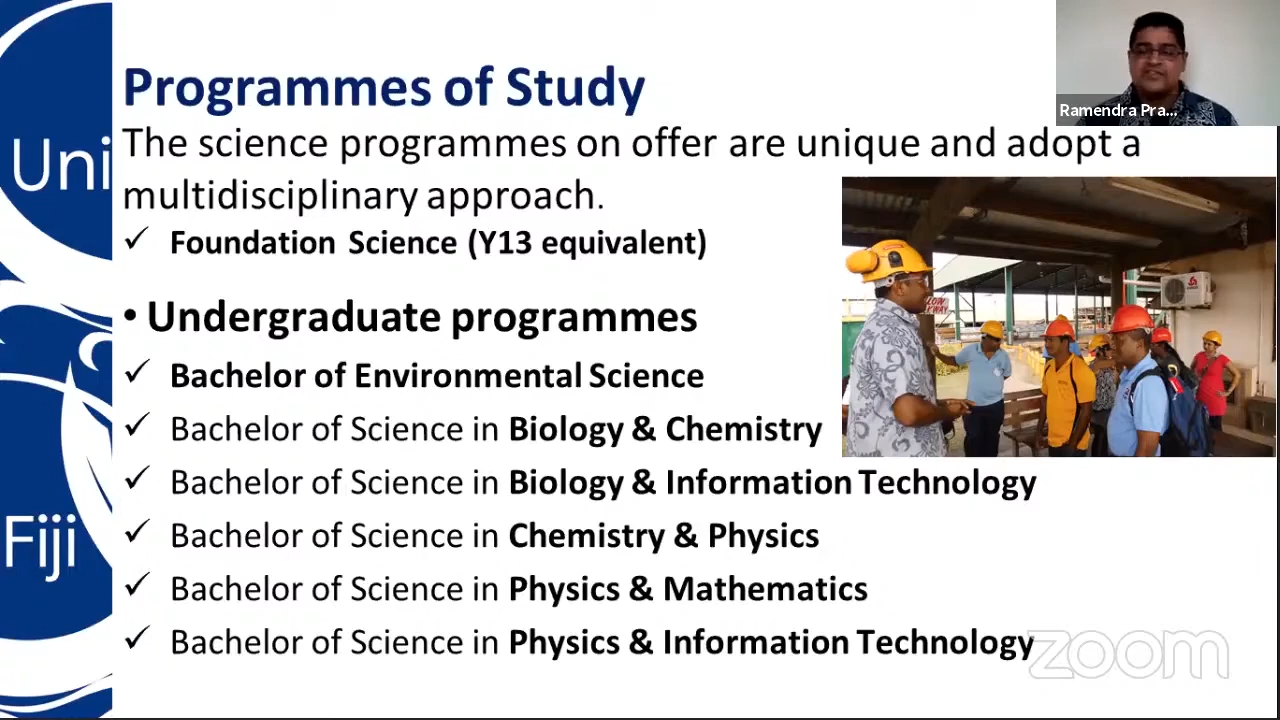 Programmes of Study
Ramendra Pra...
The science programmes on offer are unique and adopt a
multidisciplinary approach.
✓ Foundation Science (Y13 equivalent)
• Undergraduate programmes
✓ Bachelor of Environmental Science
✓ Bachelor of Science in Biology & Chemistry
✓ Bachelor of Science in Biology & Information Technology
✓ Bachelor of Science in Chemistry & Physics
✓ Bachelor of Science in Physics & Mathematics
✓ Bachelor of Science in Physics & Information Technology
Uni
Fiji
zoom